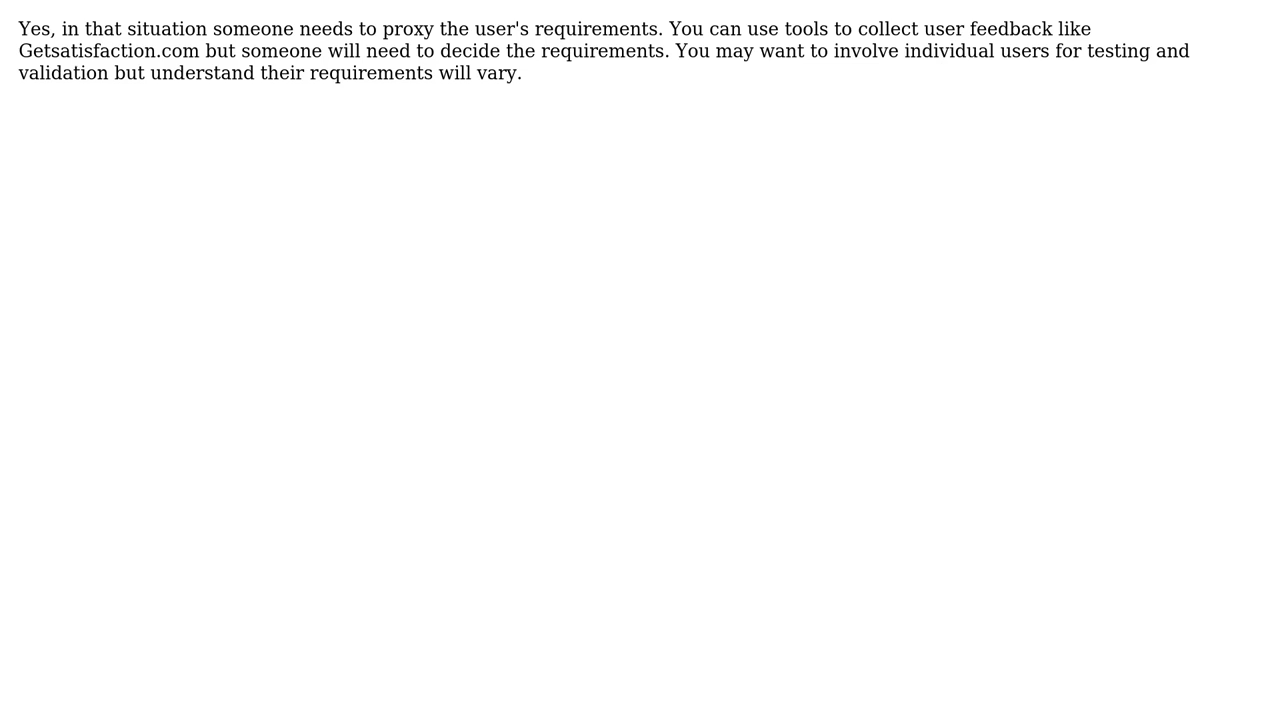 Yes, in that situation someone needs to proxy the user's requirements. You can use tools to collect user feedback like
Getsatisfaction.com but someone will need to decide the requirements. You may want to involve individual users for testing and
validation but understand their requirements will vary.